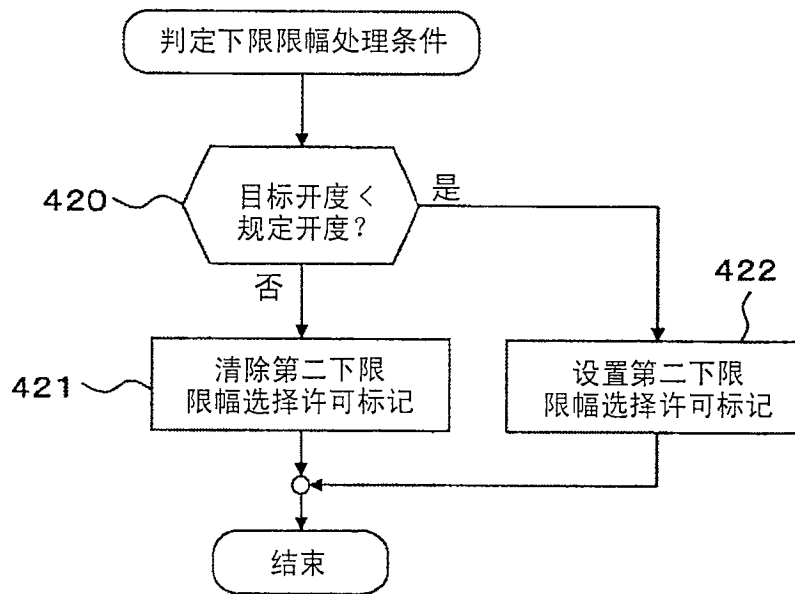 判定下限限幅处理条件
420
目标开度<
规定开度?
是
否
422
421
清除第二下限
限幅选择许可标记
设置第二下限
限幅选择许可标记
结束